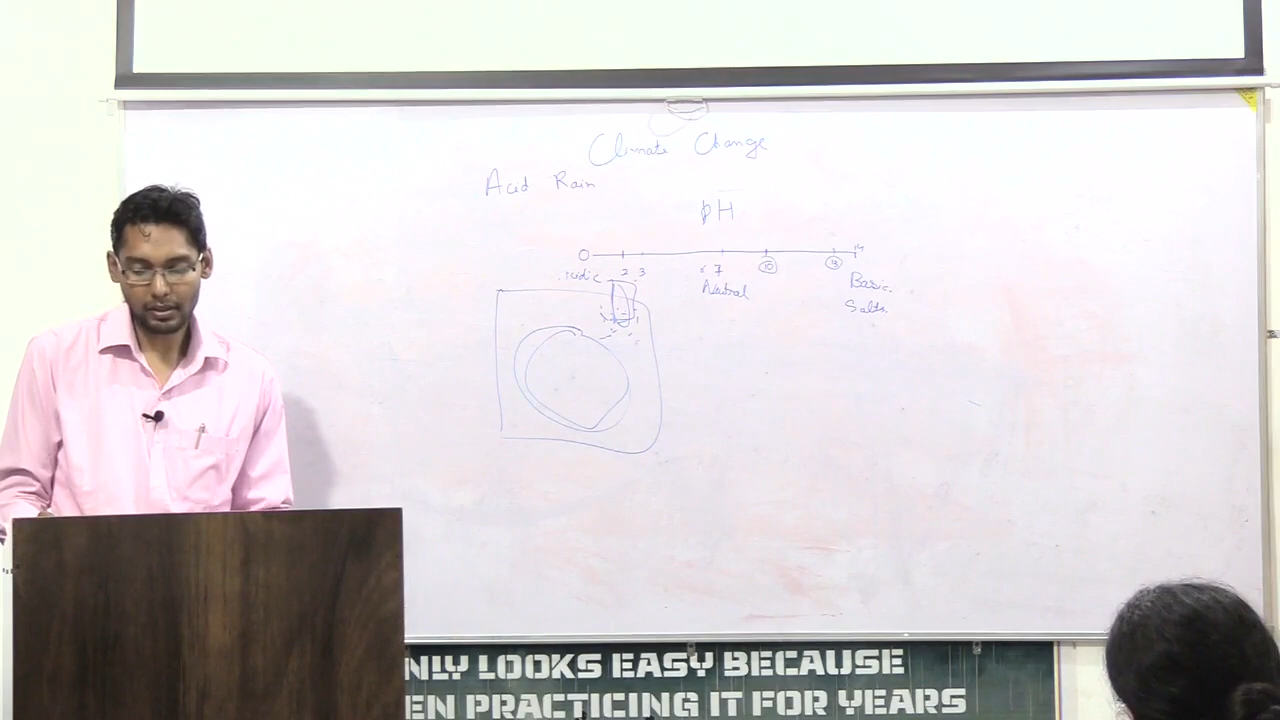 Climate Change
Acid Rain
pH
0 2 3 7 10 13 14
Neutral
Basic.
Salts.
NLY LOOKS EASY BECAUSE
EN PRACTICING IT FOR YEARS